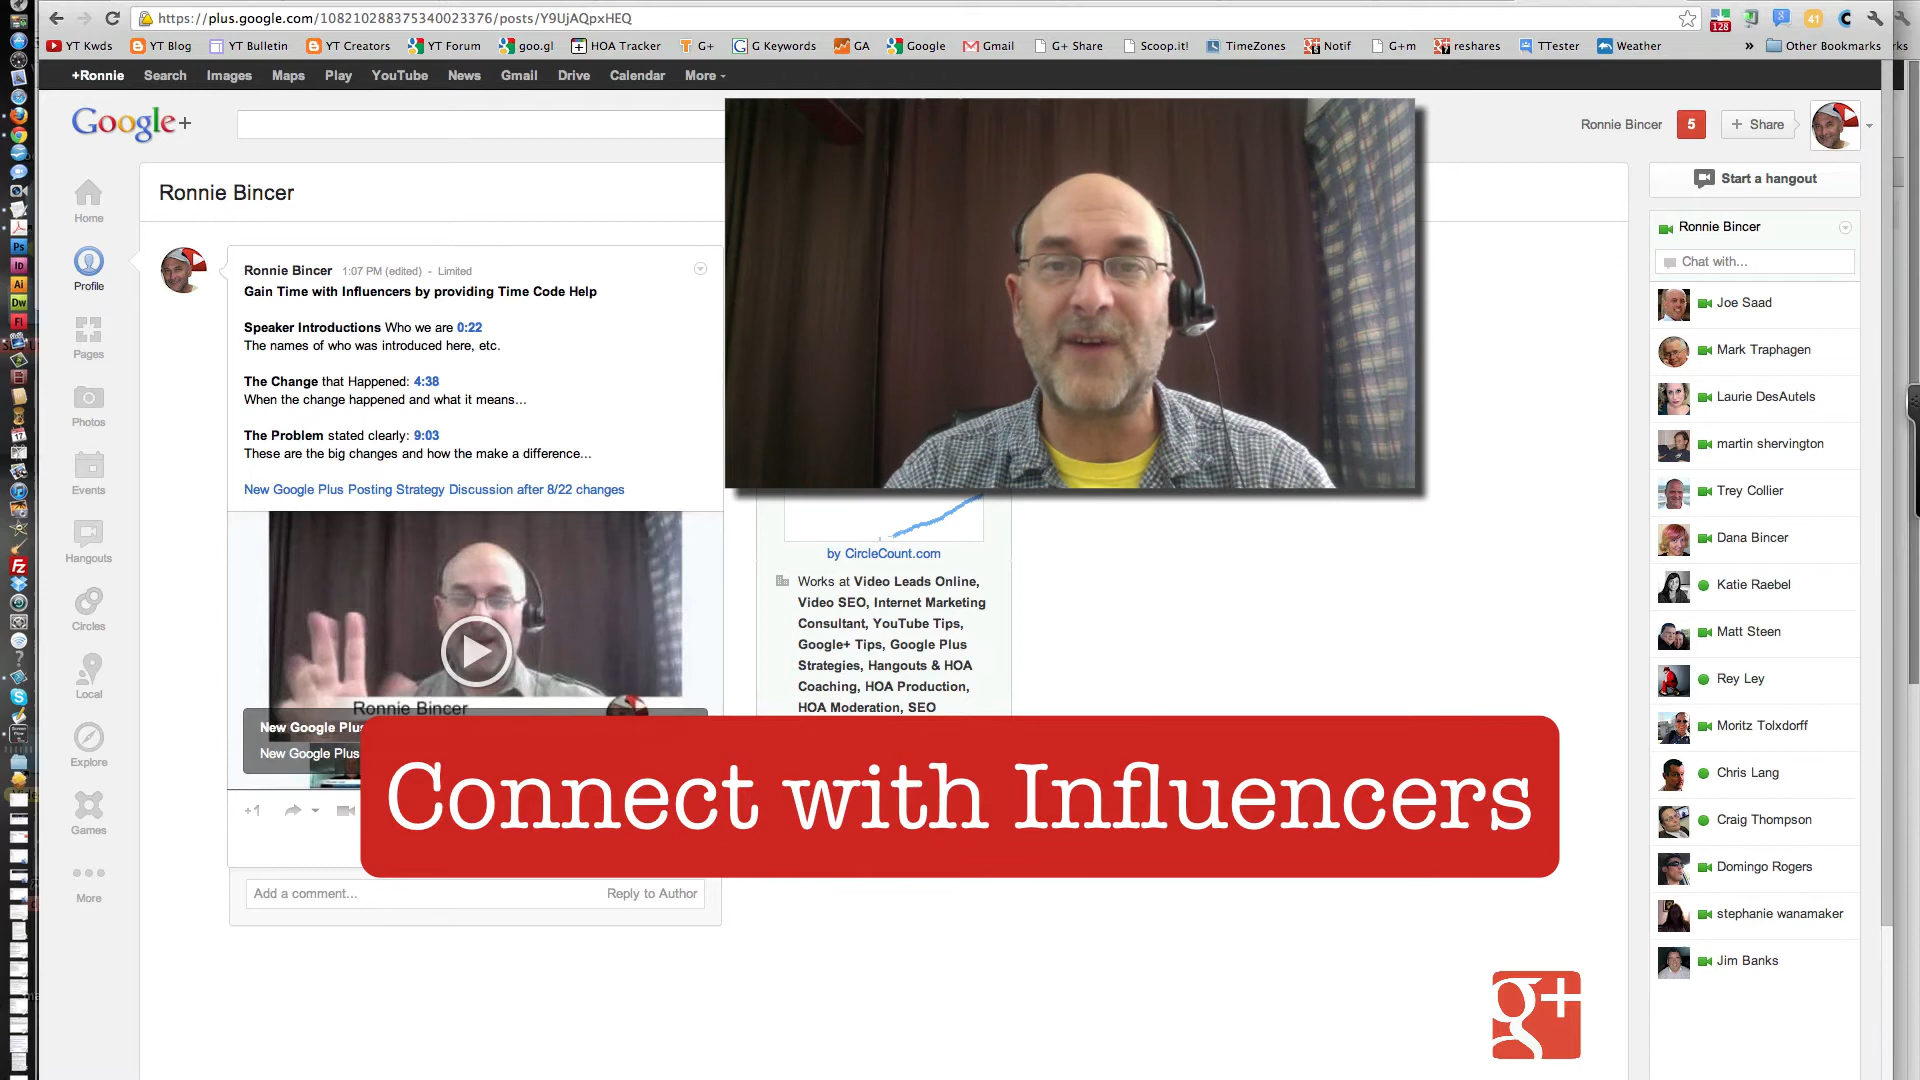 https://plus.google.com/108210288375340023376/posts/Y9UjAQpxHEQ
128
41
YT Kwds YT Blog YT Bulletin YT Creators YT Forum goo.gl HOA Tracker G+ G Keywords GA Google Gmail G+ Share Scoop.it! TimeZones Notif G+m reshares TTester Weather » Other Bookmarks
+Ronnie Search Images Maps Play YouTube News Gmail Drive Calendar More
Google+
Ronnie Bincer 5 + Share
Ronnie Bincer
Home
Profile
Pages
Photos
Events
Hangouts
Circles
Local
Explore
Games
More
Ronnie Bincer 1:07 PM (edited) - Limited
Gain Time with Influencers by providing Time Code Help
Speaker Introductions Who we are 0:22
The names of who was introduced here, etc.
The Change that Happened: 4:38
When the change happened and what it means...
The Problem stated clearly: 9:03
These are the big changes and how the make a difference...
New Google Plus Posting Strategy Discussion after 8/22 changes
Ronnie Bincer
New Google Plus
New Google Plus
+1
Add a comment... Reply to Author
by CircleCount.com
Works at Video Leads Online,
Video SEO, Internet Marketing
Consultant, YouTube Tips,
Google+ Tips, Google Plus
Strategies, Hangouts & HOA
Coaching, HOA Production,
HOA Moderation, SEO
Connect with Influencers
Start a hangout
Ronnie Bincer
Chat with...
Joe Saad
Mark Traphagen
Laurie DesAutels
martin shervington
Trey Collier
Dana Bincer
Katie Raebel
Matt Steen
Rey Ley
Moritz Tolxdorff
Chris Lang
Craig Thompson
Domingo Rogers
stephanie wanamaker
Jim Banks
g+
Ps
ID
Ai
Dw
Fl
17
Fz